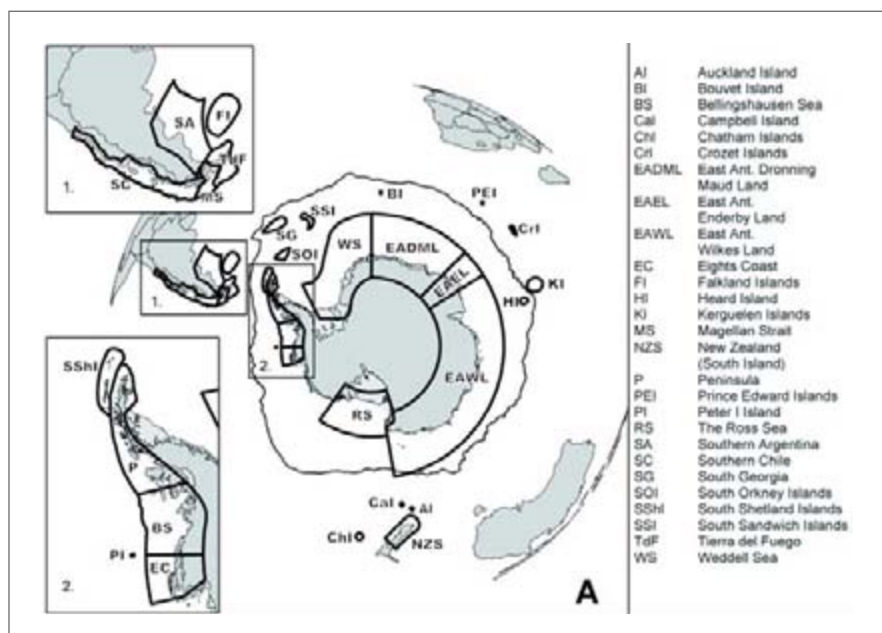 SA
FI
TdF
SC
MS
1.
BI
PEI
SSI
SG
CrI
SOI
WS
EADML
EAEL
KI
HI
1.
2.
EAWL
RS
SShI
P
BS
PI
EC
2.
CaI
AI
ChI
NZS
A
AI Auckland Island
BI Bouvet Island
BS Bellingshausen Sea
CaI Campbell Island
ChI Chatham Islands
CrI Crozet Islands
EADML East Ant. Dronning
Maud Land
EAEL East Ant.
Enderby Land
EAWL East Ant.
Wilkes Land
EC Eights Coast
FI Falkland Islands
HI Heard Island
KI Kerguelen Islands
MS Magellan Strait
NZS New Zealand
(South Island)
P Peninsula
PEI Prince Edward Islands
PI Peter I Island
RS The Ross Sea
SA Southern Argentina
SC Southern Chile
SG South Georgia
SOI South Orkney Islands
SShI South Shetland Islands
SSI South Sandwich Islands
TdF Tierra del Fuego
WS Weddell Sea